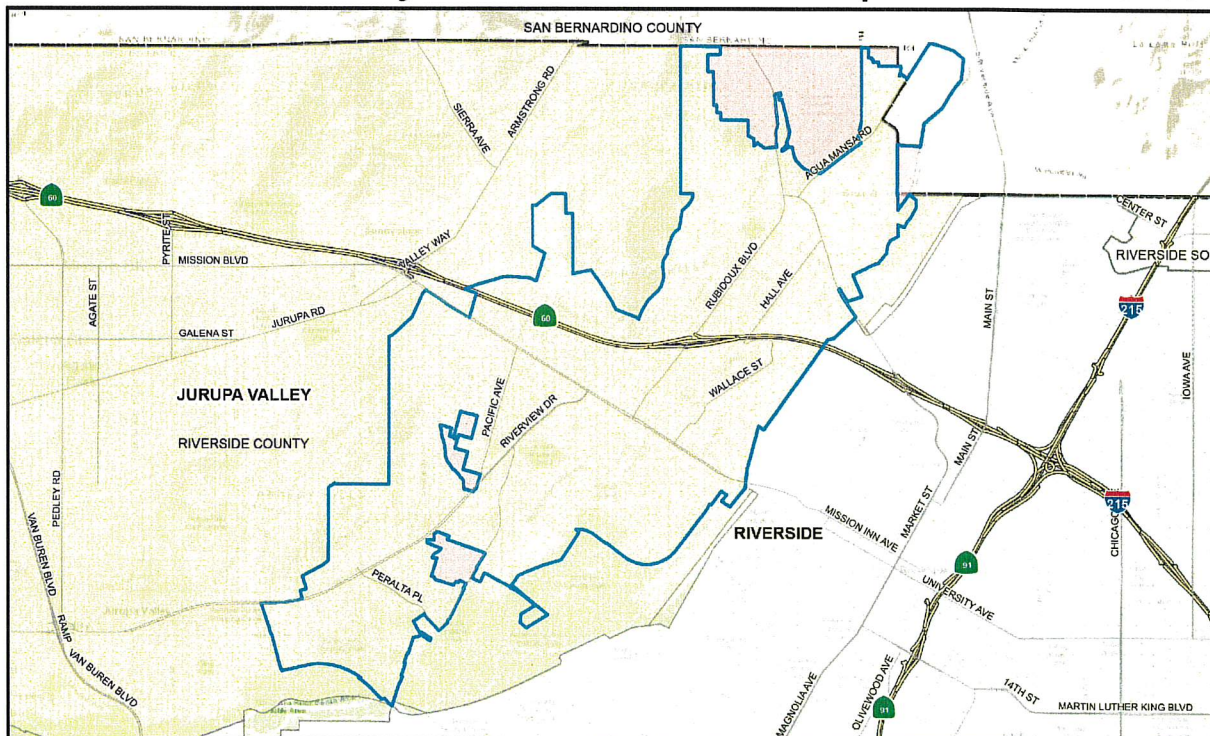 SAN BERNARDINO COUNTY
SIERRA AVE
ARMSTRONG RD
AGUA MANSA RD
60
PYRITE ST
MISSION BLVD
VALLEY WAY
AGATE ST
GALENA ST
JURUPA RD
60
RUBIDOUX BLVD
HALL AVE
MAIN ST
CENTER ST
RIVERSIDE SO
215
IOWA AVE
JURUPA VALLEY
RIVERSIDE COUNTY
PACIFIC AVE
RIVERVIEW DR
WALLACE ST
MAIN ST
MARKET ST
215
CHICAGO
PEDLEY RD
VAN BUREN BLVD
RIVERSIDE
MISSION INN AVE
91
UNIVERSITY AVE
PERALTA PL
Jurupa Valley
RAMP
VAN BUREN BLVD
MAGNOLIA AVE
OLIVEWOOD AVE
91
14TH ST
MARTIN LUTHER KING BLVD